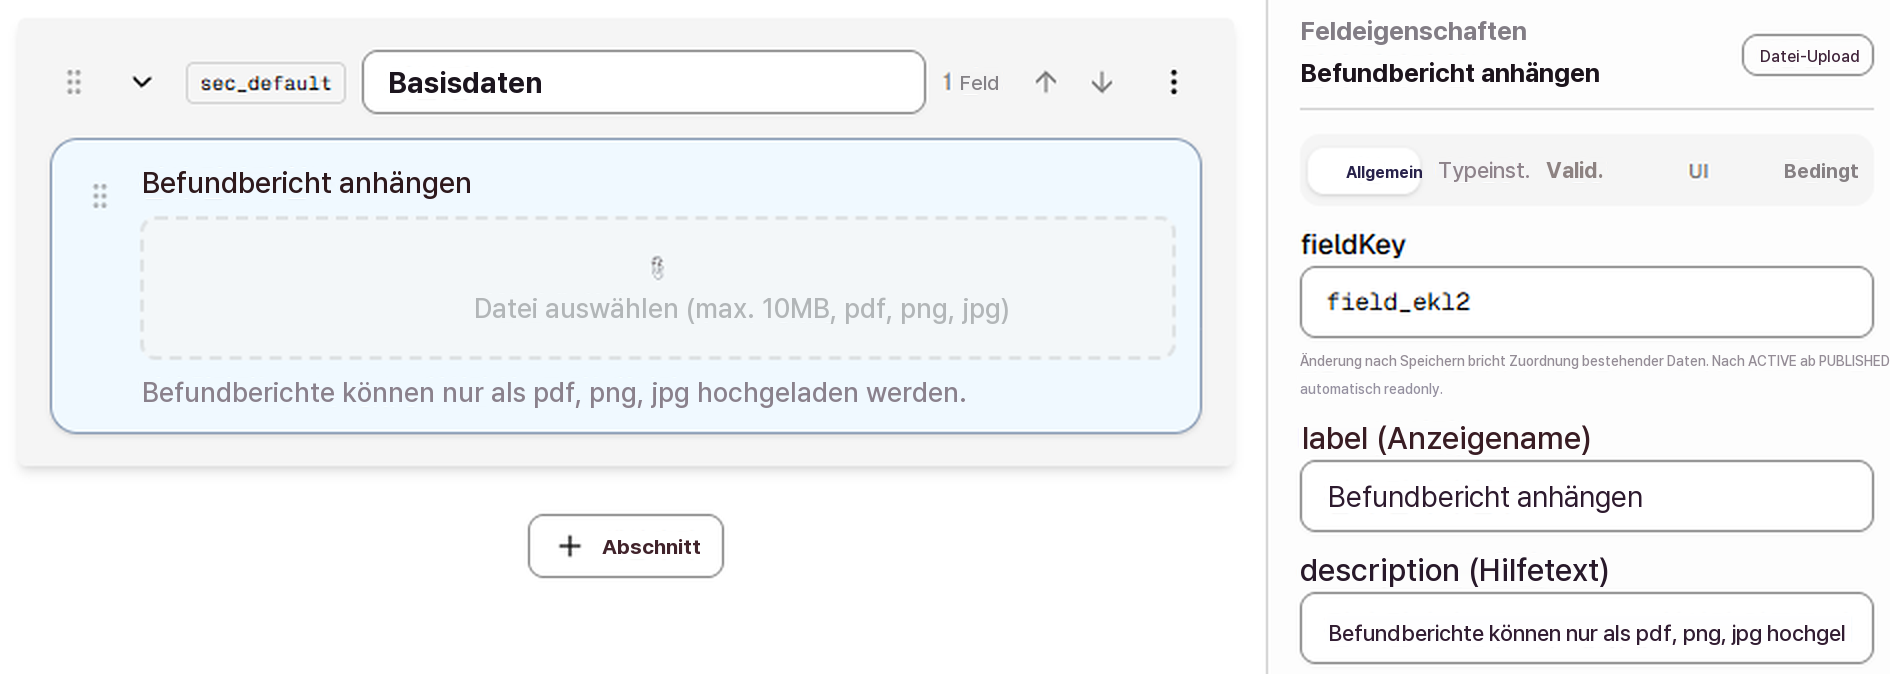 sec_default
Basisdaten
1 Feld
Befundbericht anhängen
Datei auswählen (max. 10MB, pdf, png, jpg)
Befundberichte können nur als pdf, png, jpg hochgeladen werden.
Abschnitt
Feldeigenschaften
Befundbericht anhängen
Datei-Upload
Allgemein Typeinst. Valid. UI Bedingt
fieldKey
field_ekl2
Änderung nach Speichern bricht Zuordnung bestehender Daten. Nach ACTIVE ab PUBLISHED
automatisch readonly.
label (Anzeigename)
Befundbericht anhängen
description (Hilfetext)
Befundberichte können nur als pdf, png, jpg hochgel